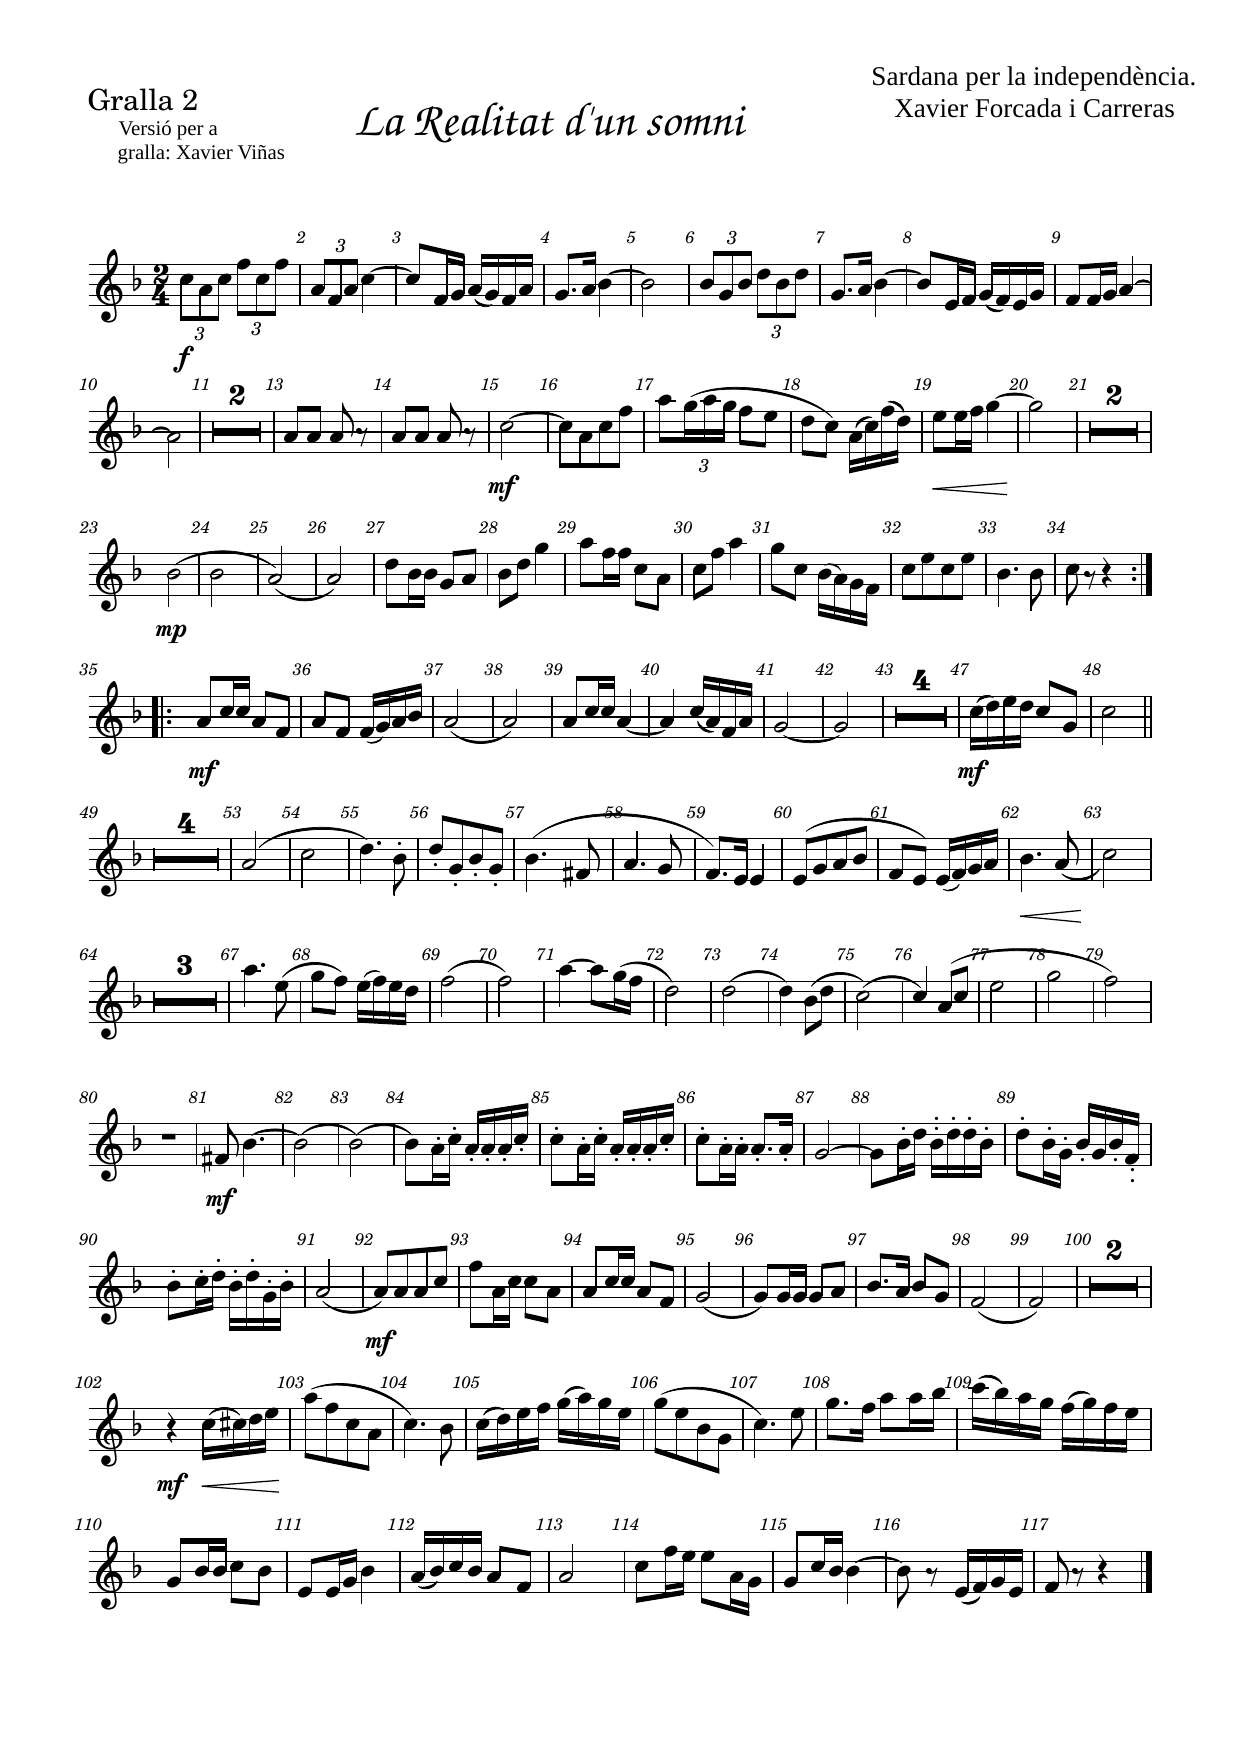 Sardana per la independència.
Gralla 2
La Realitat d'un somni
Xavier Forcada i Carreras
Versió per a
gralla: Xavier Viñas
2 3 4 5 6 7 8 9
3 3
2 4
3 3 3
f
10 11 12 13 14 15 16 17 18 19 20 21
2 2
3
mf
23 24 25 26 27 28 29 30 31 32 33 34
mp
35 36 37 38 39 40 41 42 43 47 48
4
mf mf
49 53 54 55 56 57 58 59 60 61 62 63
4
64 67 68 69 70 71 72 73 74 75 76 77 78 79
3
80 81 82 83 84 85 86 87 88 89
mf
90 91 92 93 94 95 96 97 98 99 100
2
mf
102 103 104 105 106 107 108 109
mf
110 111 112 113 114 115 116 117